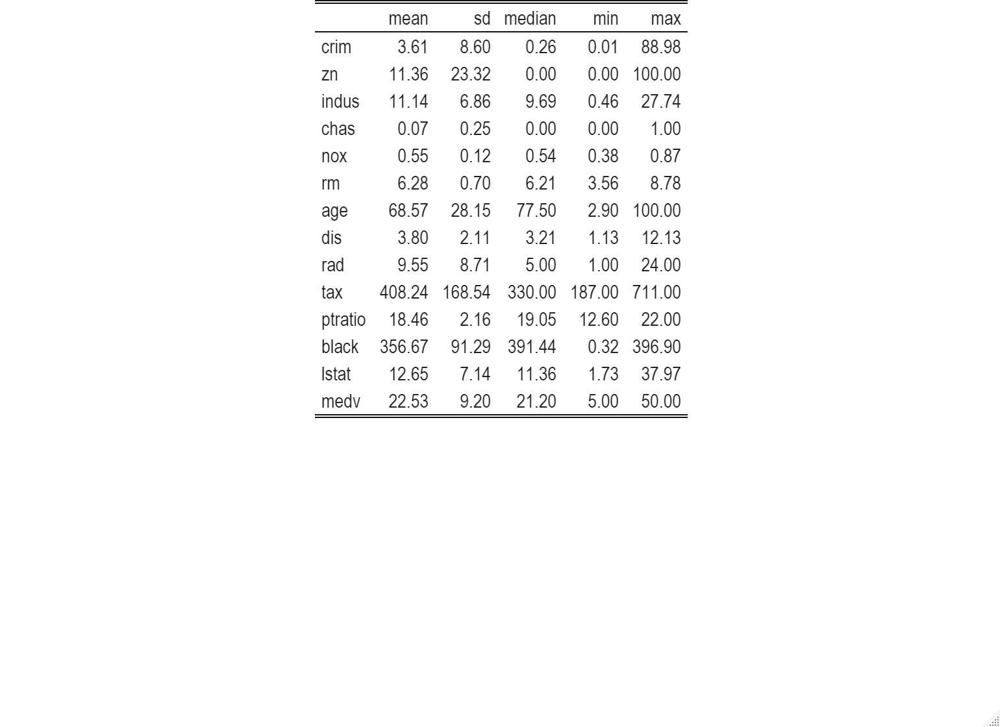 mean sd median min max
crim 3.61 8.60 0.26 0.01 88.98
zn 11.36 23.32 0.00 0.00 100.00
indus 11.14 6.86 9.69 0.46 27.74
chas 0.07 0.25 0.00 0.00 1.00
nox 0.55 0.12 0.54 0.38 0.87
rm 6.28 0.70 6.21 3.56 8.78
age 68.57 28.15 77.50 2.90 100.00
dis 3.80 2.11 3.21 1.13 12.13
rad 9.55 8.71 5.00 1.00 24.00
tax 408.24 168.54 330.00 187.00 711.00
ptratio 18.46 2.16 19.05 12.60 22.00
black 356.67 91.29 391.44 0.32 396.90
lstat 12.65 7.14 11.36 1.73 37.97
medv 22.53 9.20 21.20 5.00 50.00